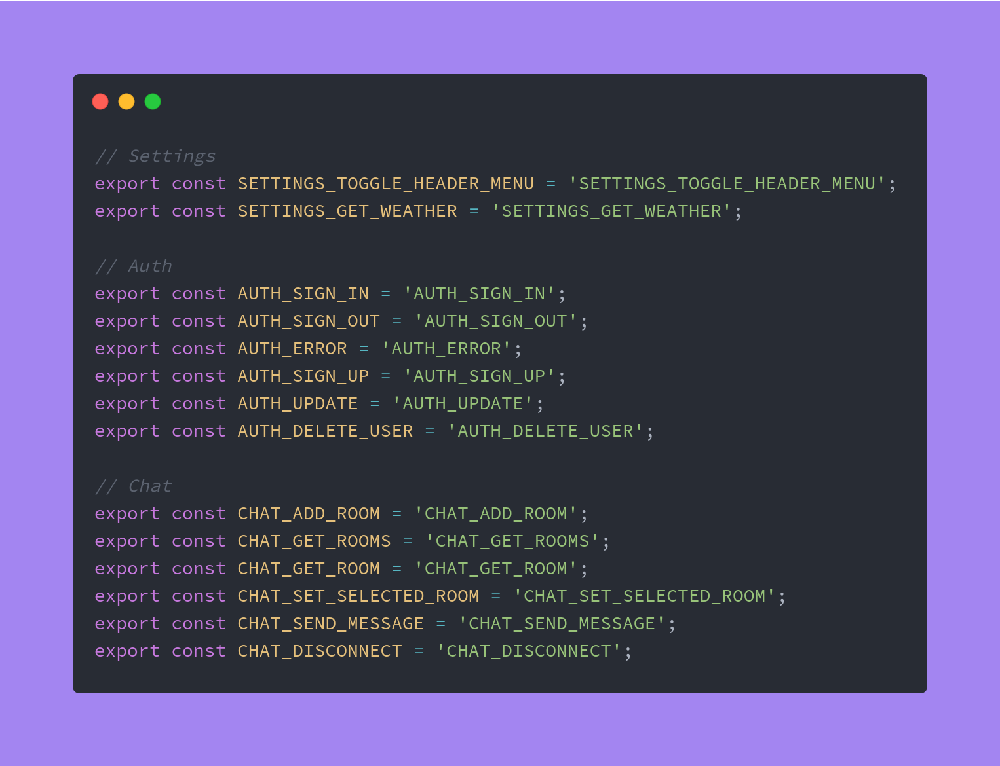 // Settings
export const SETTINGS_TOGGLE_HEADER_MENU = 'SETTINGS_TOGGLE_HEADER_MENU';
export const SETTINGS_GET_WEATHER = 'SETTINGS_GET_WEATHER';

// Auth
export const AUTH_SIGN_IN = 'AUTH_SIGN_IN';
export const AUTH_SIGN_OUT = 'AUTH_SIGN_OUT';
export const AUTH_ERROR = 'AUTH_ERROR';
export const AUTH_SIGN_UP = 'AUTH_SIGN_UP';
export const AUTH_UPDATE = 'AUTH_UPDATE';
export const AUTH_DELETE_USER = 'AUTH_DELETE_USER';

// Chat
export const CHAT_ADD_ROOM = 'CHAT_ADD_ROOM';
export const CHAT_GET_ROOMS = 'CHAT_GET_ROOMS';
export const CHAT_GET_ROOM = 'CHAT_GET_ROOM';
export const CHAT_SET_SELECTED_ROOM = 'CHAT_SET_SELECTED_ROOM';
export const CHAT_SEND_MESSAGE = 'CHAT_SEND_MESSAGE';
export const CHAT_DISCONNECT = 'CHAT_DISCONNECT';